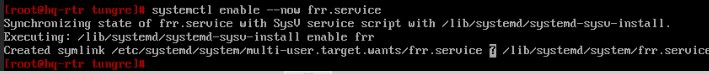 [root@hq-rtr tungre]# systemctl enable --now frr.service
Synchronizing state of frr.service with SysV service script with /lib/systemd/systemd-sysv-install.
Executing: /lib/systemd/systemd-sysv-install enable frr
Created symlink /etc/systemd/system/multi-user.target.wants/frr.service ? /lib/systemd/system/frr.service
[root@hq-rtr tungre]#